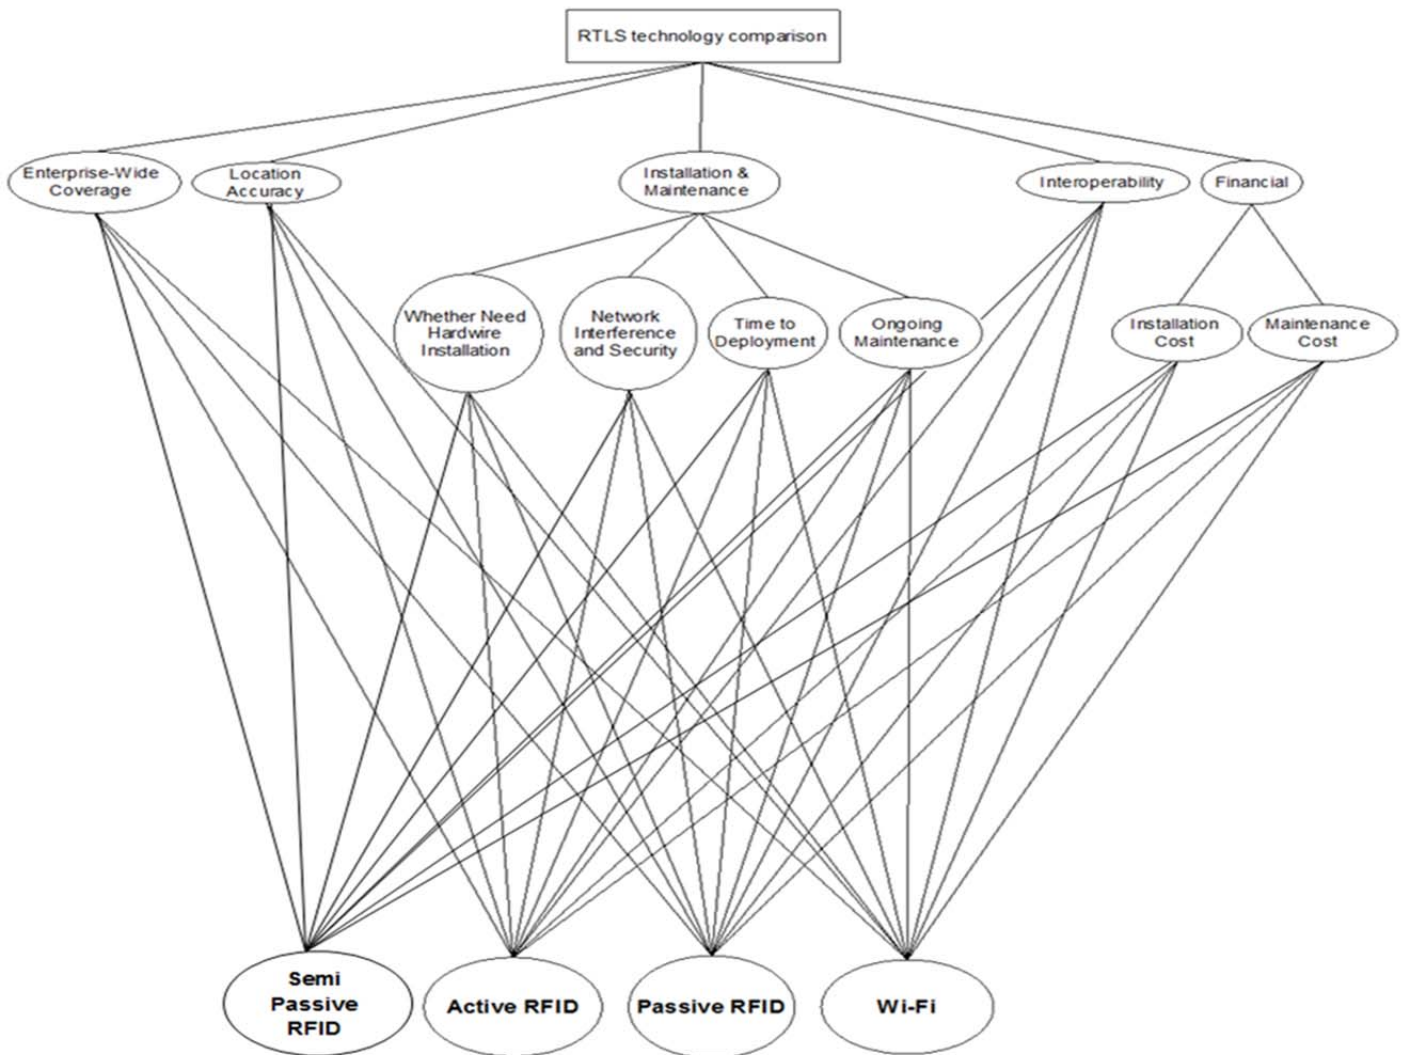 RTLS technology comparison
Enterprise-Wide
Coverage
Location
Accuracy
Installation &
Maintenance
Interoperability
Financial
Whether Need
Hardwire
Installation
Network
Interference
and Security
Time to
Deployment
Ongoing
Maintenance
Installation
Cost
Maintenance
Cost
Semi
Passive
RFID
Active RFID
Passive RFID
Wi-Fi